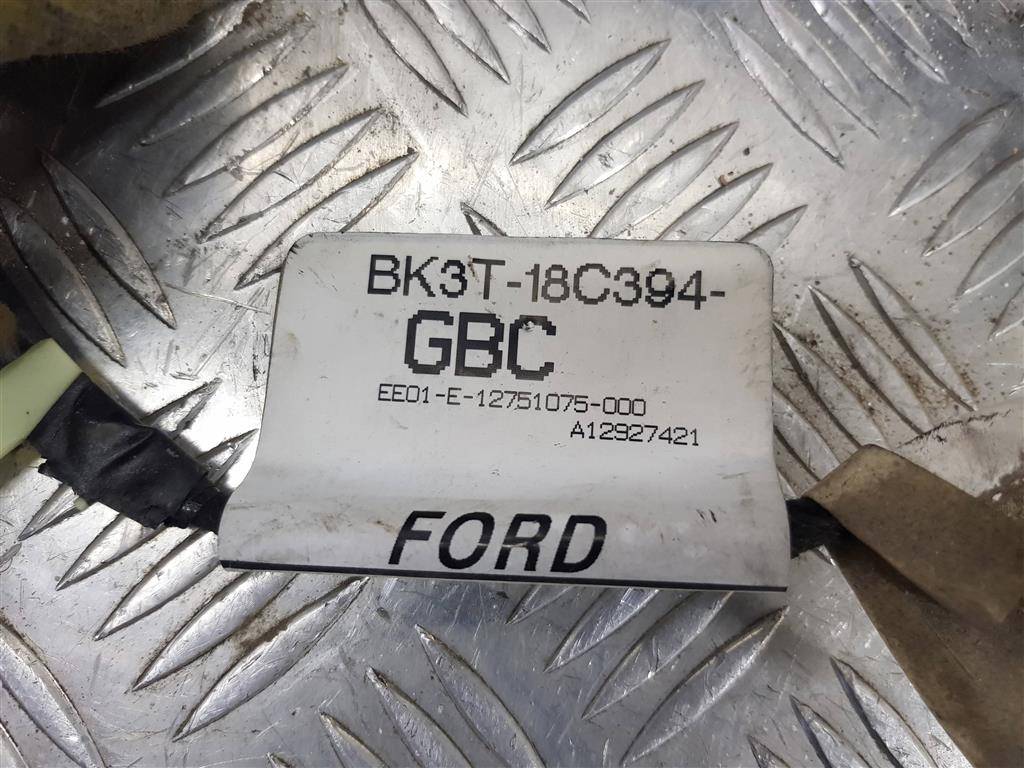 BK3T-18C394-
GBC
EE01-E-12751075-000
A12927421
FORD